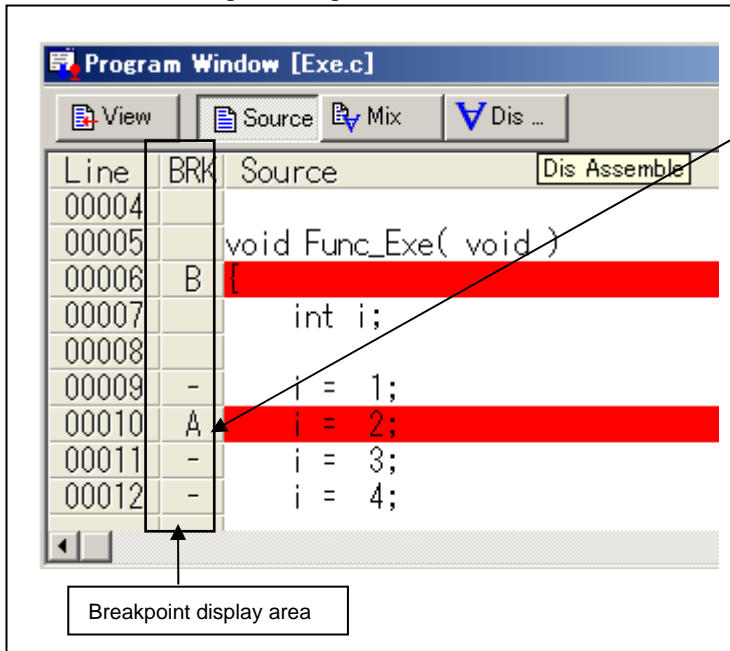 Program Window [Exe.c]
View Source Mix Dis ...
Line BRK Source Dis Assemble
00004
00005 void Func_Exe( void )
00006 B {
00007 int i;
00008
00009 - i = 1;
00010 A i = 2;
00011 - i = 3;
00012 - i = 4;
Breakpoint display area